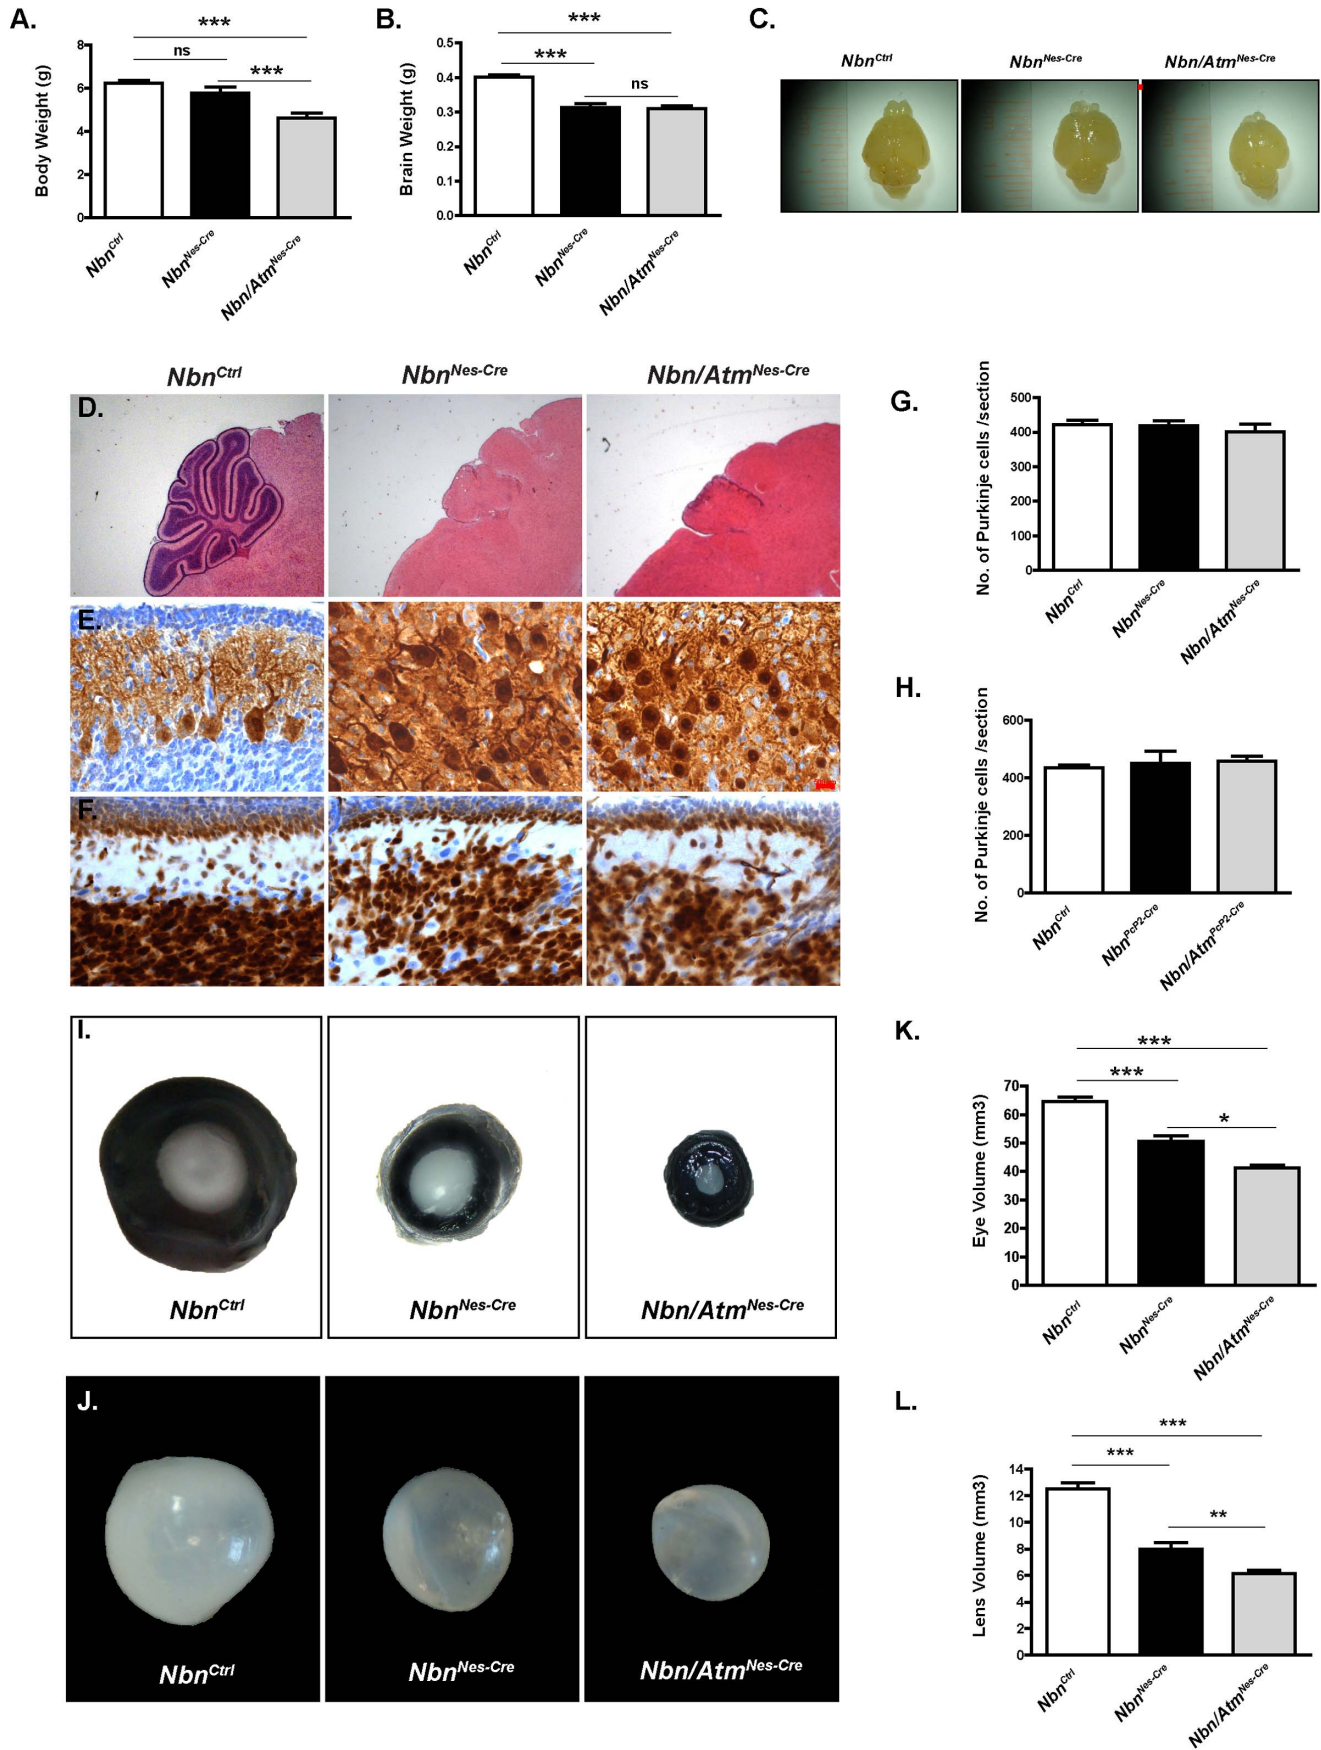 A.
***
ns
***
Body Weight (g)
8
6
4
2
0
Nbn^Ctrl
Nbn^Nes-Cre
Nbn/Atm^Nes-Cre
B.
***
***
ns
Brain Weight (g)
0.5
0.4
0.3
0.2
0.1
0.0
Nbn^Ctrl
Nbn^Nes-Cre
Nbn/Atm^Nes-Cre
C.
Nbn^Ctrl
Nbn^Nes-Cre
Nbn/Atm^Nes-Cre
Nbn^Ctrl
Nbn^Nes-Cre
Nbn/Atm^Nes-Cre
D.
E.
F.
G.
No. of Purkinje cells /section
500
400
300
200
100
0
Nbn^Ctrl
Nbn^Nes-Cre
Nbn/Atm^Nes-Cre
H.
No. of Purkinje cells /section
600
400
200
0
Nbn^Ctrl
Nbn^PcP2-Cre
Nbn/Atm^PcP2-Cre
I.
Nbn^Ctrl
Nbn^Nes-Cre
Nbn/Atm^Nes-Cre
J.
Nbn^Ctrl
Nbn^Nes-Cre
Nbn/Atm^Nes-Cre
K.
***
***
*
Eye Volume (mm3)
70
60
50
40
30
20
10
0
Nbn^Ctrl
Nbn^Nes-Cre
Nbn/Atm^Nes-Cre
L.
***
***
**
Lens Volume (mm3)
14
12
10
8
6
4
2
0
Nbn^Ctrl
Nbn^Nes-Cre
Nbn/Atm^Nes-Cre